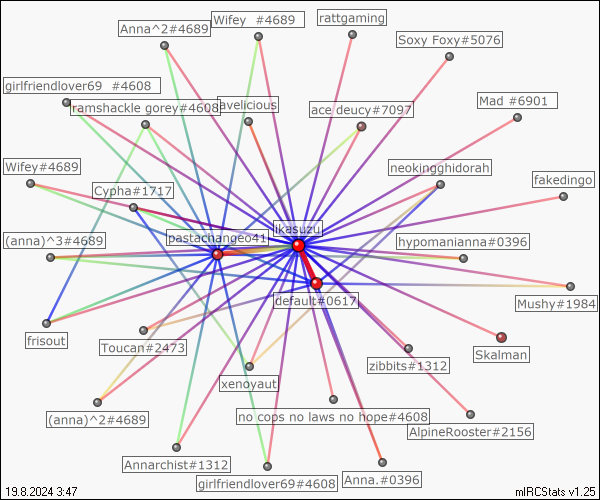 Wifey #4689
rattgaming
Anna^2#4689
Soxy Foxy#5076
girlfriendlover69 #4608
ramshackle gorey#4608
avelicious
ace deucy#7097
Mad #6901
Wifey#4689
neokingghidorah
Cypha#1717
fakedingo
ikasuzu
pastachangeo41
(anna)^3#4689
hypomanianna#0396
default#0617
Mushy#1984
frisout
Toucan#2473
Skalman
zibbits#1312
xenoyaut
(anna)^2#4689
no cops no laws no hope#4608
AlpineRooster#2156
Annarchist#1312
girlfriendlover69#4608
Anna.#0396
19.8.2024 3:47
mIRCStats v1.25